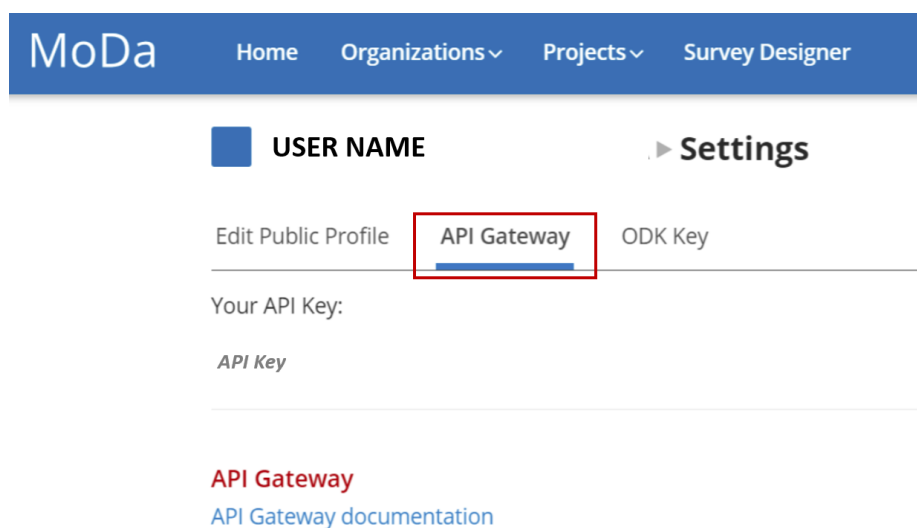 MoDa Home Organizations Projects Survey Designer
USER NAME Settings
Edit Public Profile API Gateway ODK Key
Your API Key:
API Key
API Gateway
API Gateway documentation